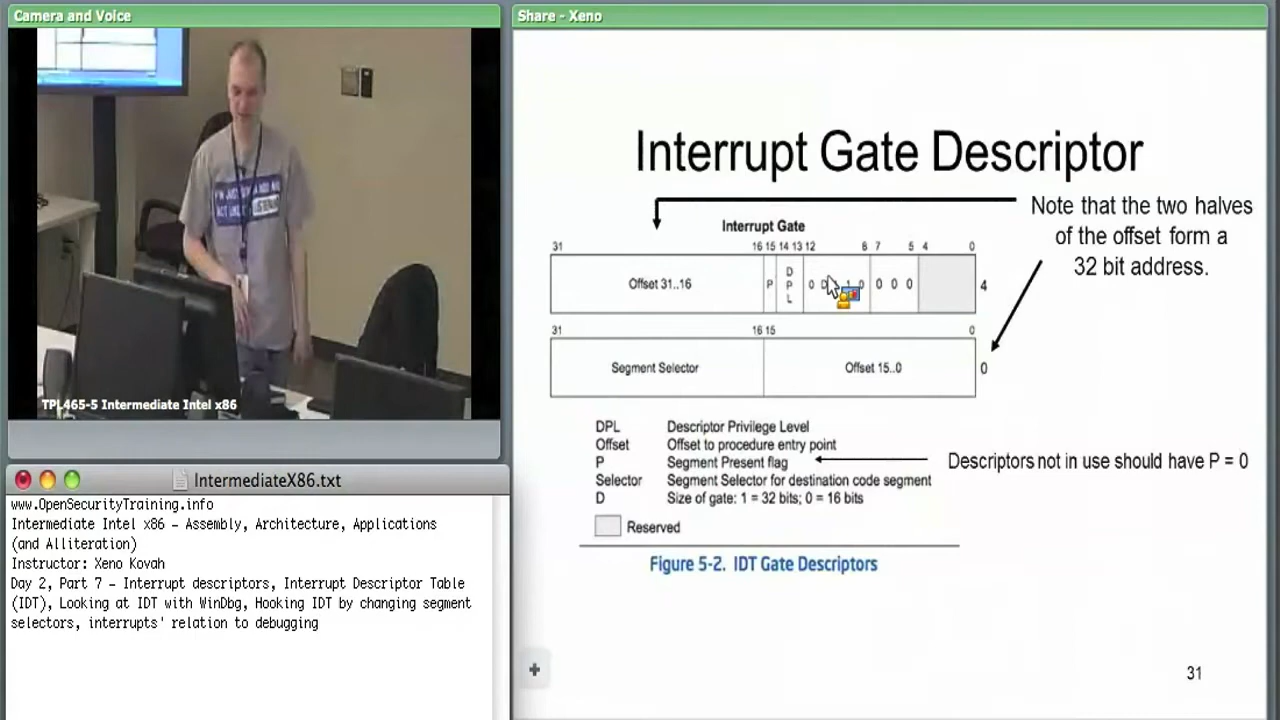 Camera and Voice
TPL465-5 Intermediate Intel x86
IntermediateX86.txt
www.OpenSecurityTraining.info
Intermediate Intel x86 – Assembly, Architecture, Applications
(and Alliteration)
Instructor: Xeno Kovah
Day 2, Part 7 – Interrupt descriptors, Interrupt Descriptor Table
(IDT), Looking at IDT with WinDbg, Hooking IDT by changing segment
selectors, interrupts' relation to debugging
Share - Xeno
Interrupt Gate Descriptor
Note that the two halves
of the offset form a
32 bit address.
Interrupt Gate
31 16 15 14 13 12 8 7 5 4 0
Offset 31..16 P DPL 0 D 1 0 0 0 0 4
31 16 15 0
Segment Selector Offset 15..0 0
DPL Descriptor Privilege Level
Offset Offset to procedure entry point
P Segment Present flag
Descriptors not in use should have P = 0
Selector Segment Selector for destination code segment
D Size of gate: 1 = 32 bits; 0 = 16 bits
Reserved
Figure 5-2. IDT Gate Descriptors
31